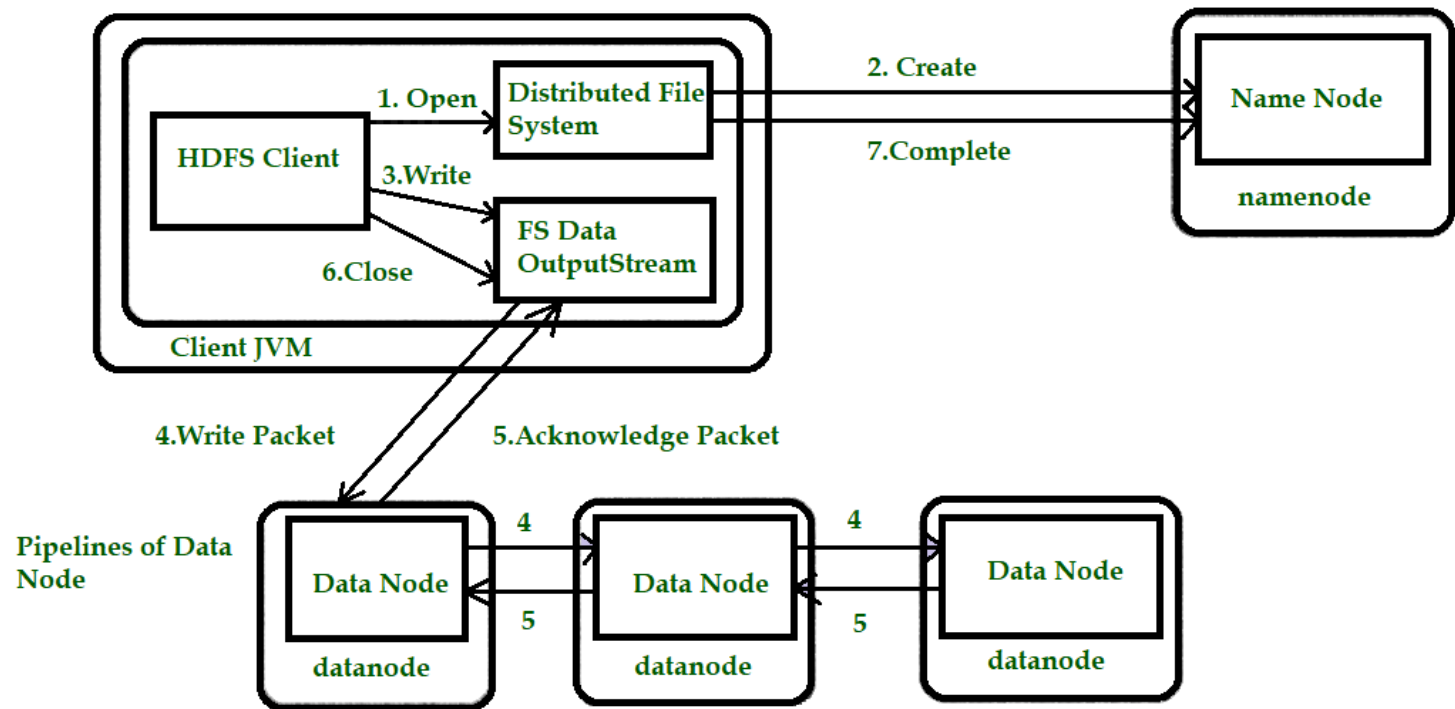 1. Open
Distributed File
System
2. Create
Name Node
HDFS Client
3.Write
7.Complete
namenode
FS Data
OutputStream
6.Close
Client JVM
4.Write Packet
5.Acknowledge Packet
Pipelines of Data
Node
4
4
Data Node
Data Node
Data Node
5
5
datanode
datanode
datanode